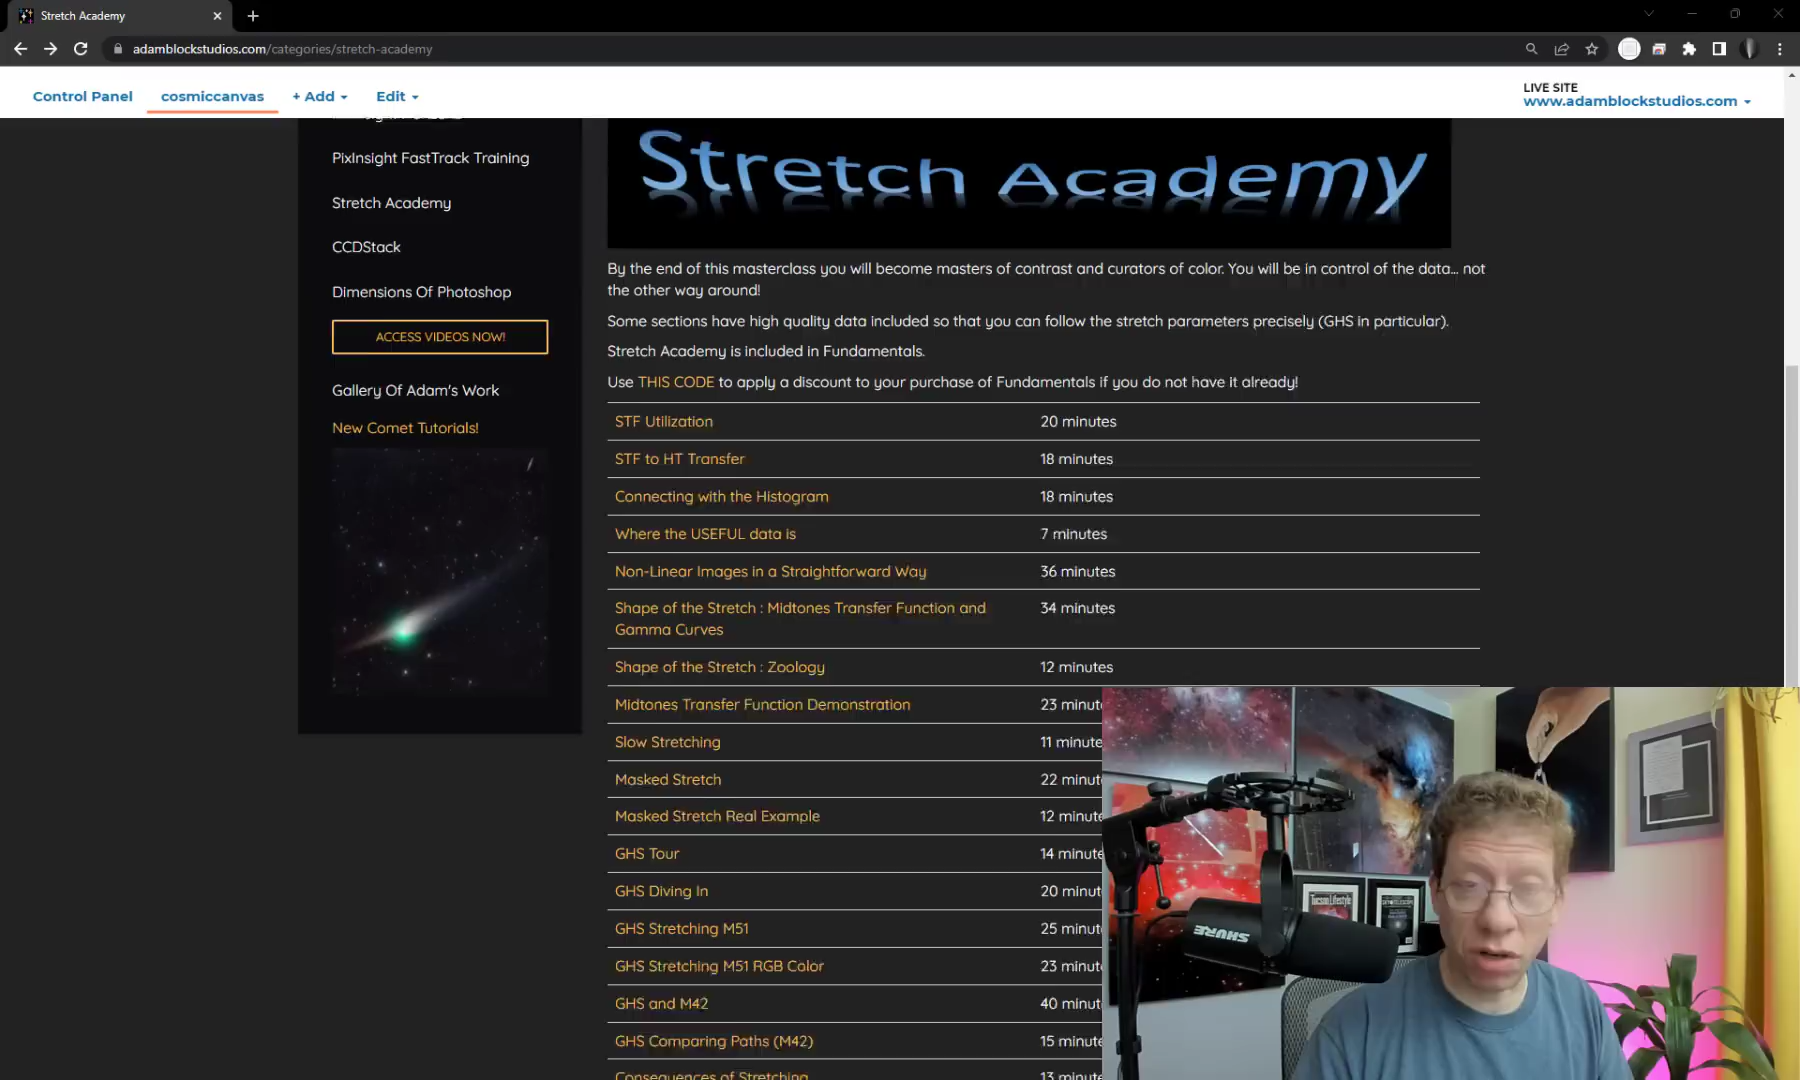 Stretch Academy
adamblockstudios.com/categories/stretch-academy
Control Panel
cosmiccanvas
+ Add
Edit
LIVE SITE
www.adamblockstudios.com
PixInsight FastTrack Training
Stretch Academy
CCDStack
Dimensions Of Photoshop
ACCESS VIDEOS NOW!
Gallery Of Adam's Work
New Comet Tutorials!
Stretch Academy
By the end of this masterclass you will become masters of contrast and curators of color. You will be in control of the data... not
the other way around!
Some sections have high quality data included so that you can follow the stretch parameters precisely (GHS in particular).
Stretch Academy is included in Fundamentals.
Use THIS CODE to apply a discount to your purchase of Fundamentals if you do not have it already!
STF Utilization 20 minutes
STF to HT Transfer 18 minutes
Connecting with the Histogram 18 minutes
Where the USEFUL data is 7 minutes
Non-Linear Images in a Straightforward Way 36 minutes
Shape of the Stretch : Midtones Transfer Function and 34 minutes
Gamma Curves
Shape of the Stretch : Zoology 12 minutes
Midtones Transfer Function Demonstration 23 minut
Slow Stretching 11 minute
Masked Stretch 22 minut
Masked Stretch Real Example 12 minut
GHS Tour 14 minut
GHS Diving In 20 minut
GHS Stretching M51 25 minut
GHS Stretching M51 RGB Color 23 minut
GHS and M42 40 minut
GHS Comparing Paths (M42) 15 minut
Consequences of Stretching 13 minut
SHURE
Tucson Lifestyle